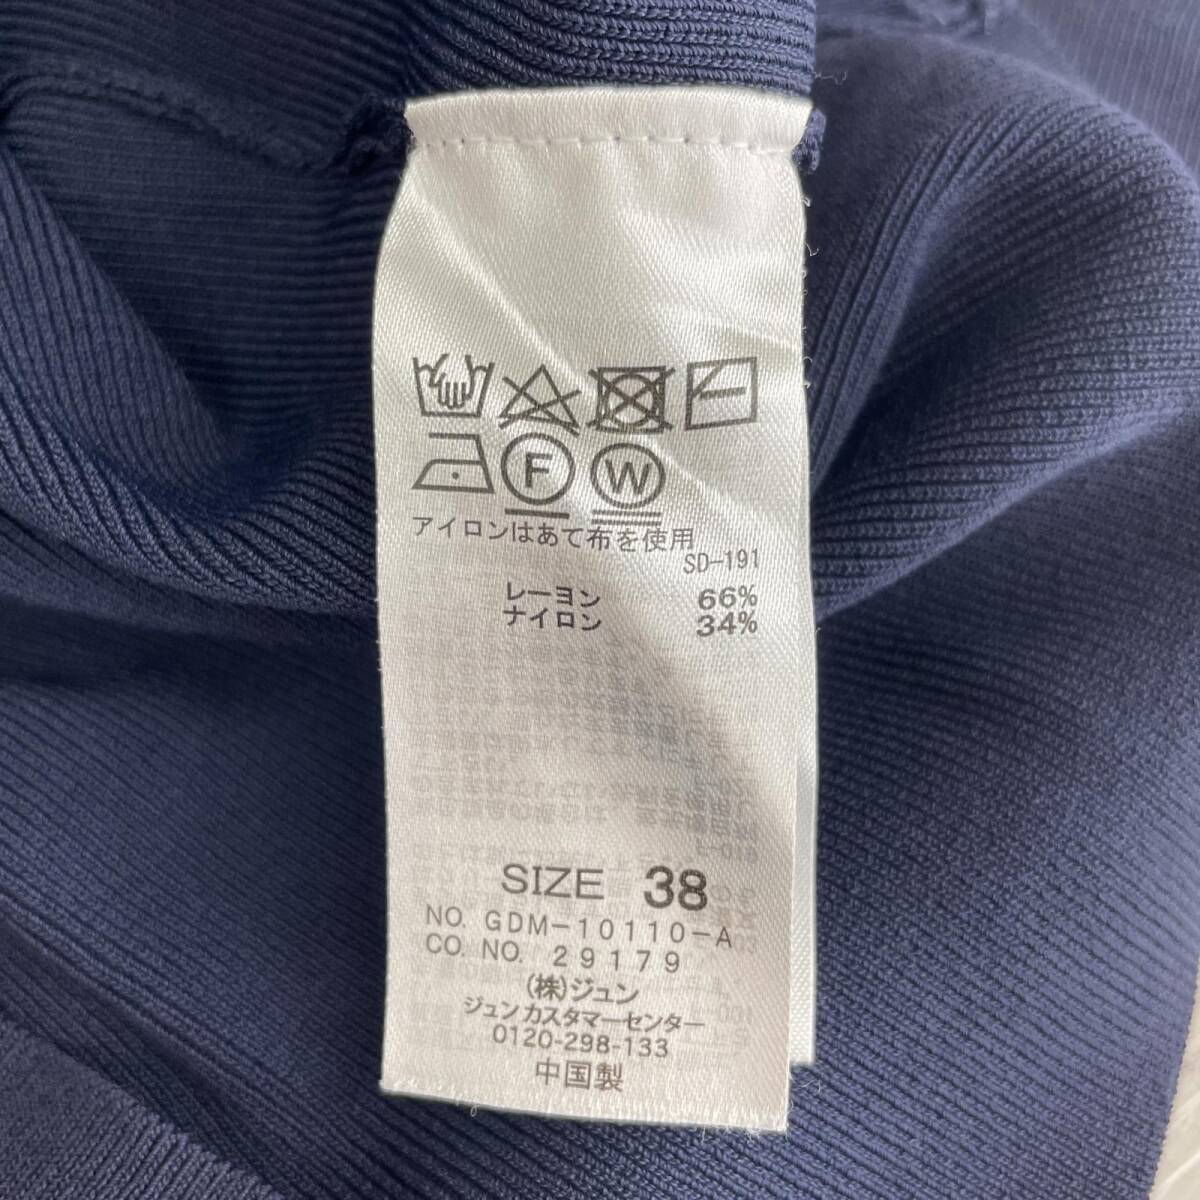 F W
アイロンはあて布を使用
SD-191
レーヨン 66%
ナイロン 34%
SIZE 38
NO. GDM-10110-A
CO. NO. 29179
(株)ジュン
ジュンカスタマーセンター
0120-298-133
中国製